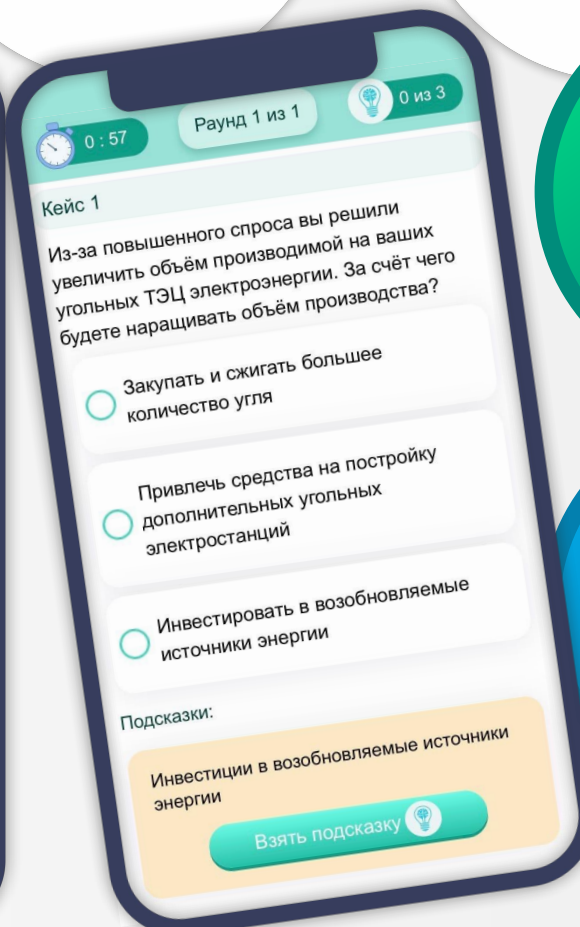 0 : 57
Раунд 1 из 1
0 из 3
Кейс 1
Из-за повышенного спроса вы решили
увеличить объём производимой на ваших
угольных ТЭЦ электроэнергии. За счёт чего
будете наращивать объём производства?
Закупать и сжигать большее
количество угля
Привлечь средства на постройку
дополнительных угольных
электростанций
Инвестировать в возобновляемые
источники энергии
Подсказки:
Инвестиции в возобновляемые источники
энергии
Взять подсказку